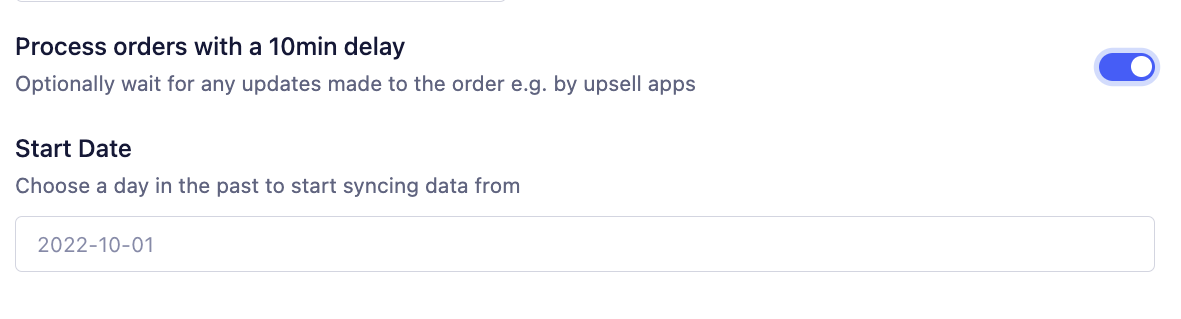 Process orders with a 10min delay
Optionally wait for any updates made to the order e.g. by upsell apps
Start Date
Choose a day in the past to start syncing data from
2022-10-01